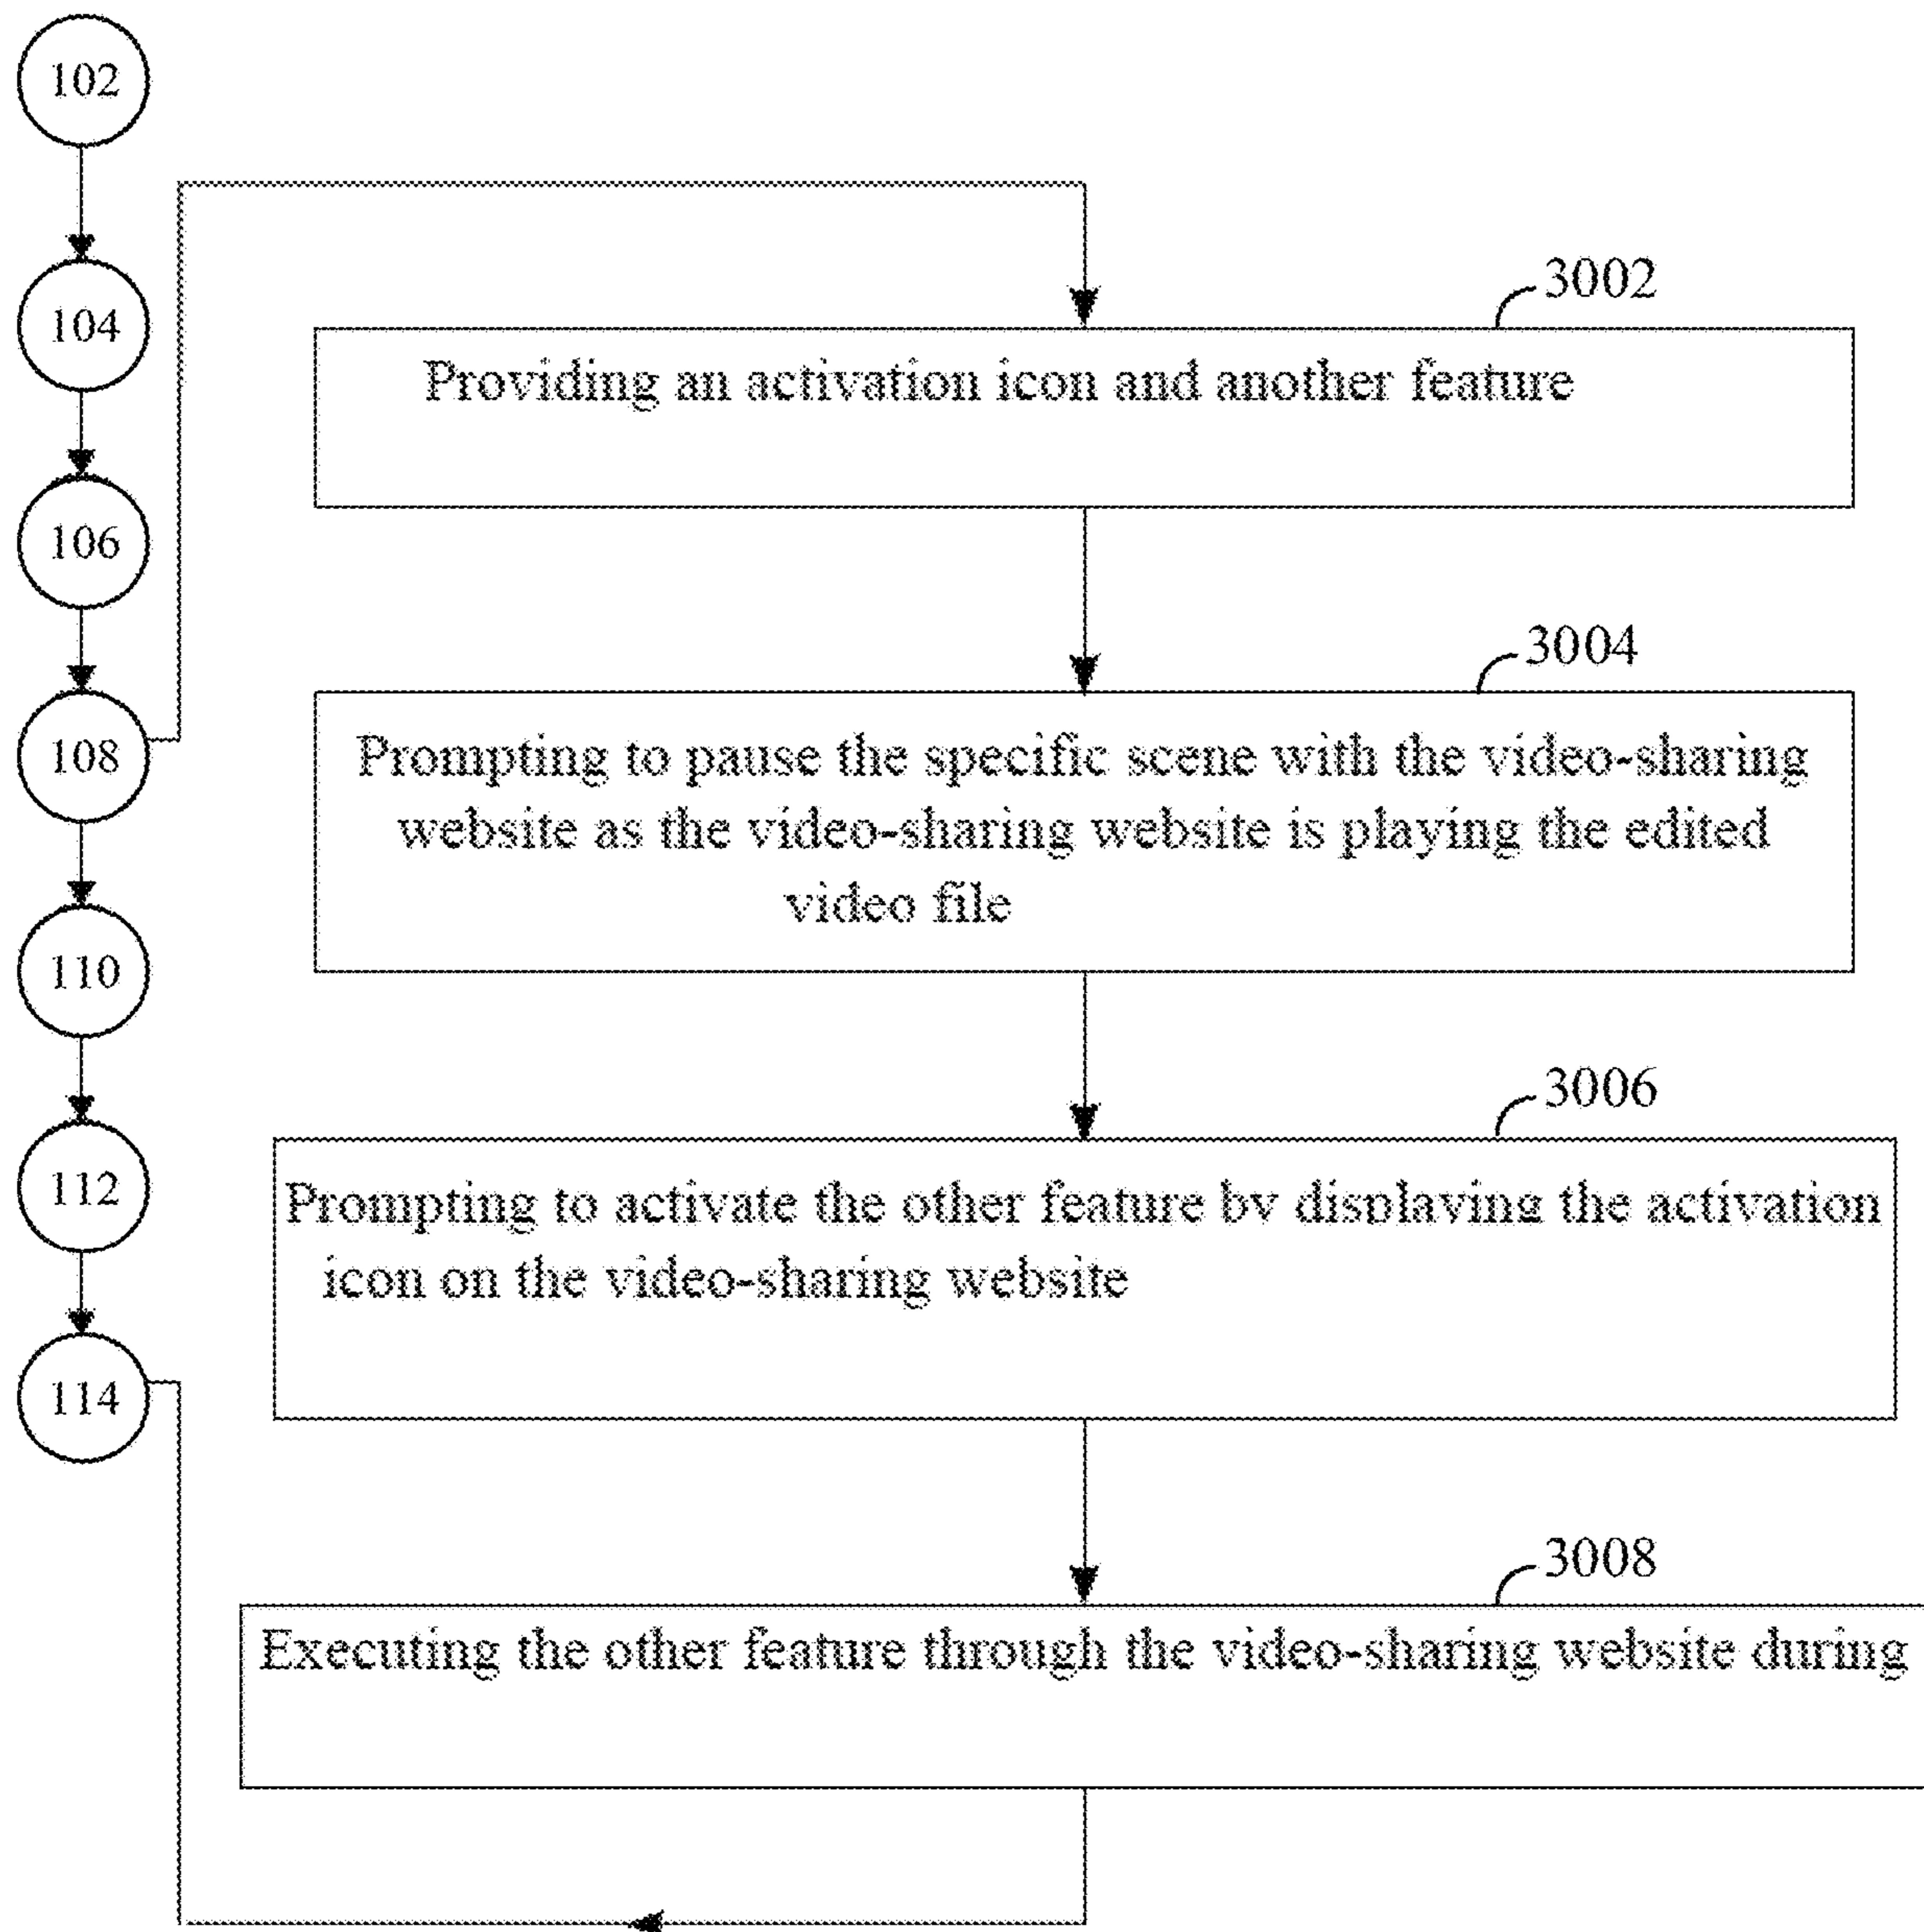 102
104
106
108
110
112
114
3002
Providing an activation icon and another feature
3004
Prompting to pause the specific scene with the video-sharing
website as the video-sharing website is playing the edited
video file
3006
Prompting to activate the other feature by displaying the activation
icon on the video-sharing website
3008
Executing the other feature through the video-sharing website during